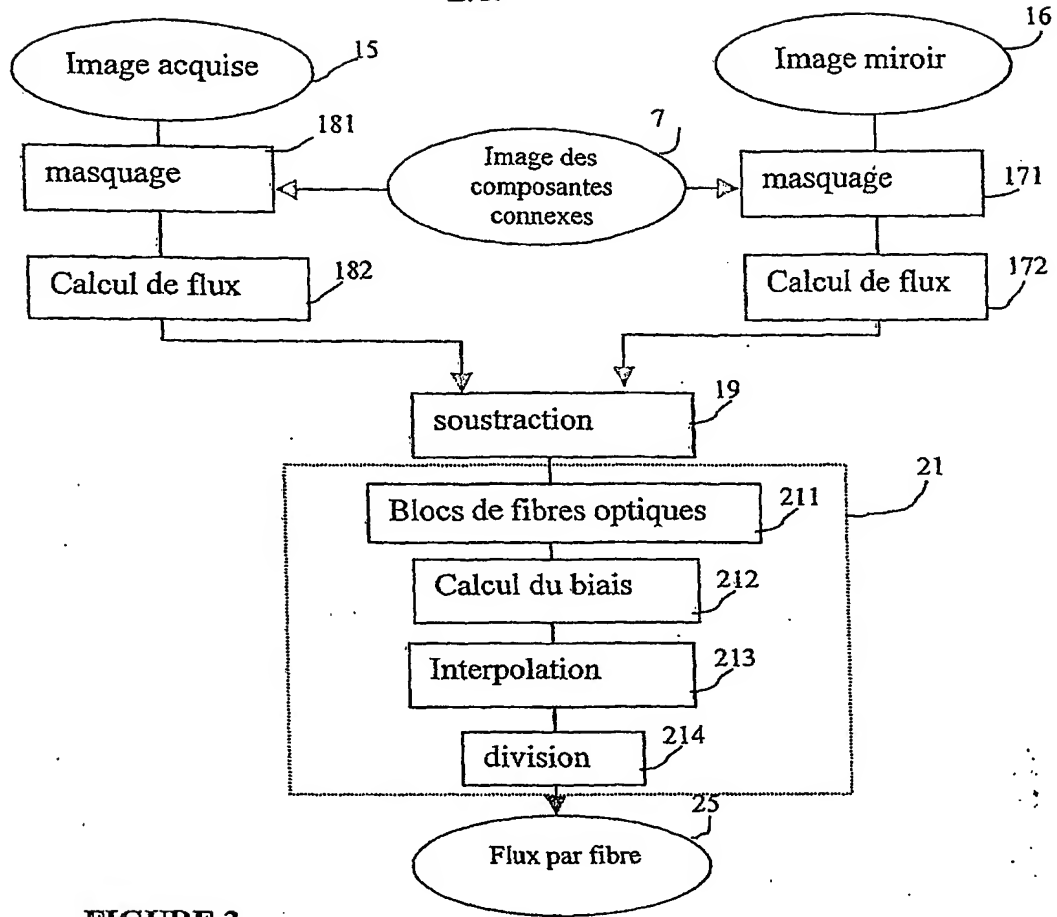 Image acquise
15
Image miroir
16
masquage
181
Image des
composantes
connexes
7
masquage
171
Calcul de flux
182
Calcul de flux
172
soustraction
19
21
Blocs de fibres optiques
211
Calcul du biais
212
Interpolation
213
division
214
25
Flux par fibre